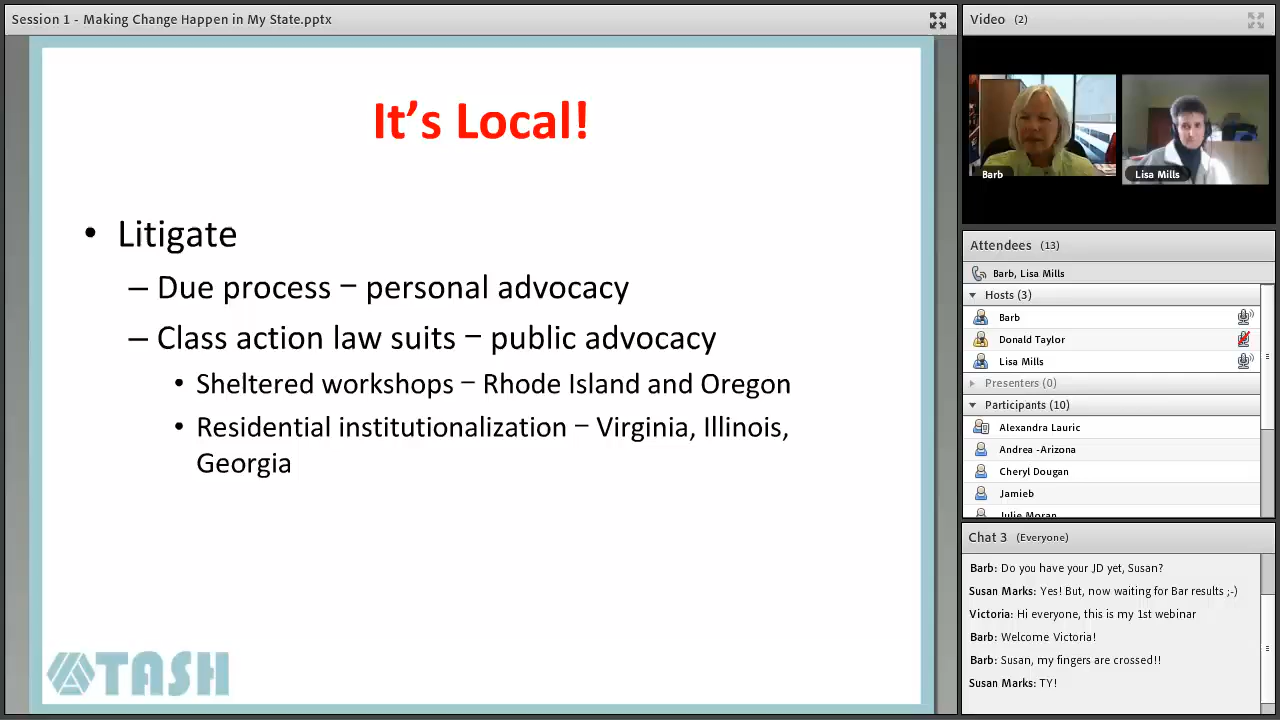 Session 1 - Making Change Happen in My State.pptx
It's Local!
• Litigate
– Due process – personal advocacy
– Class action law suits – public advocacy
• Sheltered workshops – Rhode Island and Oregon
• Residential institutionalization – Virginia, Illinois,
Georgia
TASH
Video (2)
Barb
Lisa Mills
Attendees (13)
Barb, Lisa Mills
Hosts (3)
Barb
Donald Taylor
Lisa Mills
Presenters (0)
Participants (10)
Alexandra Lauric
Andrea -Arizona
Cheryl Dougan
Jamieb
Julie Moran
Chat 3 (Everyone)
Barb: Do you have your JD yet, Susan?
Susan Marks: Yes! But, now waiting for Bar results ;-)
Victoria: Hi everyone, this is my 1st webinar
Barb: Welcome Victoria!
Barb: Susan, my fingers are crossed!!
Susan Marks: TY!